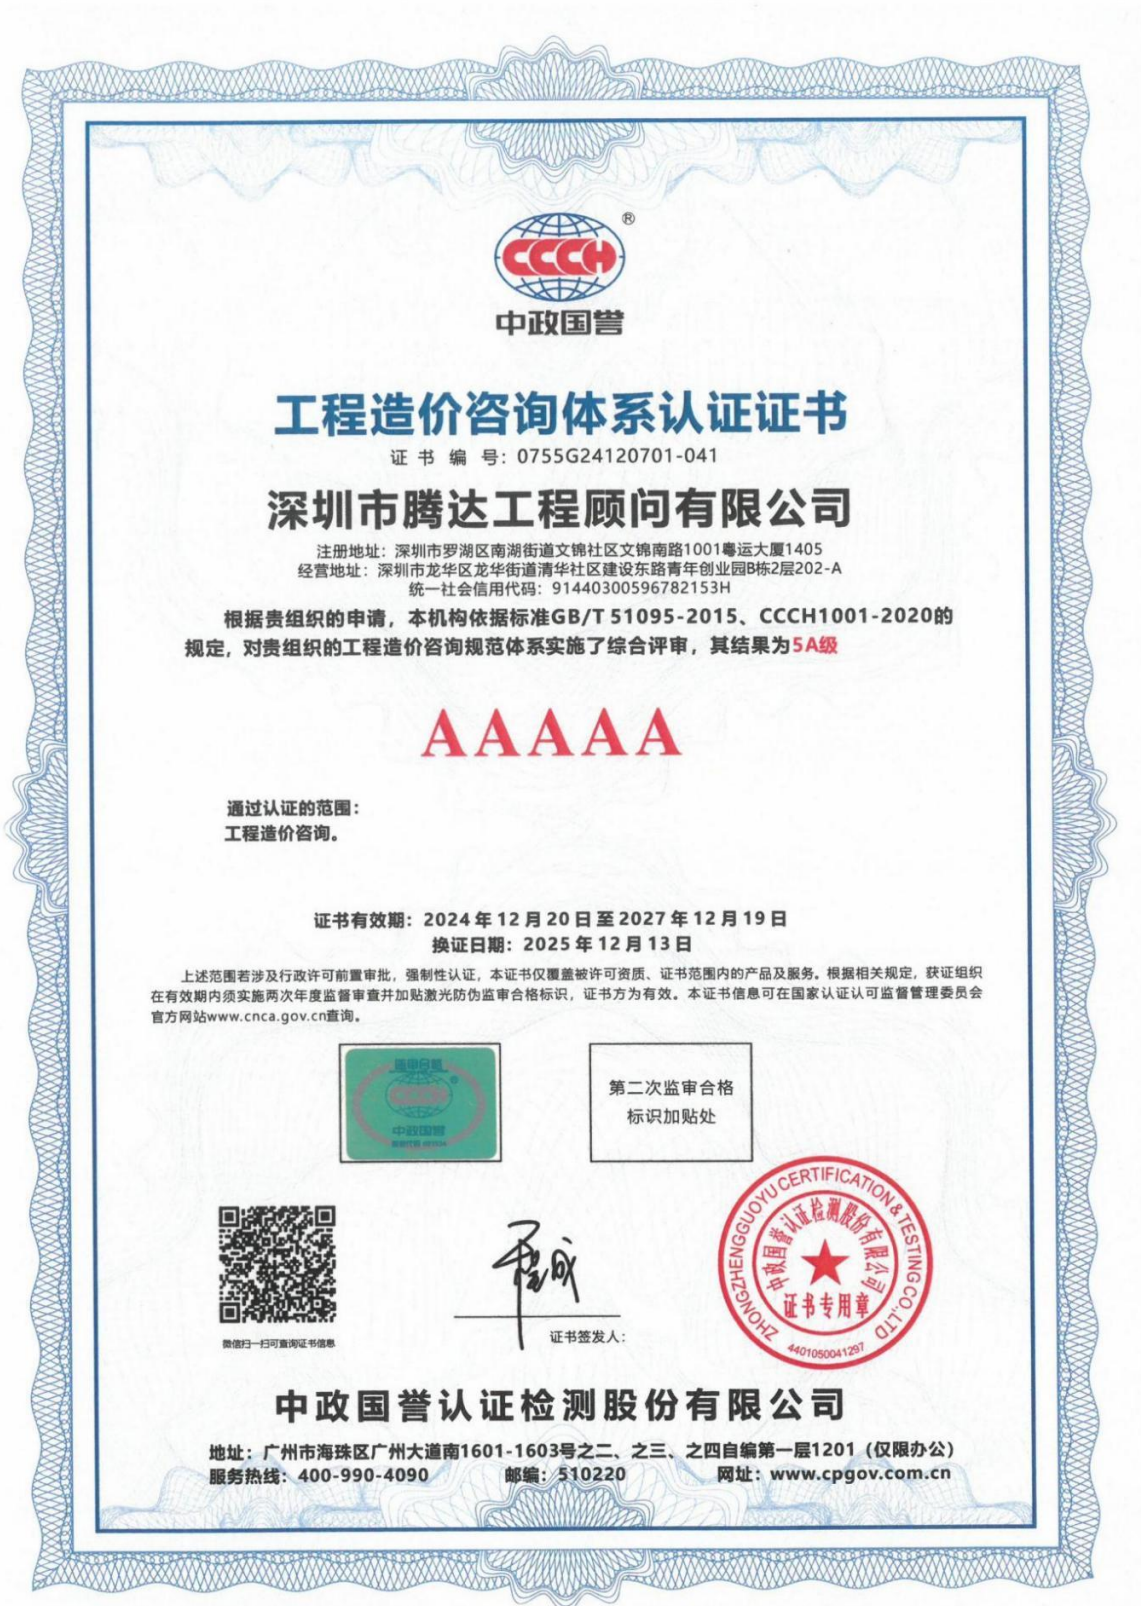 ®
CCCH
中政国誉
工程造价咨询体系认证证书
证 书 编 号：0755G24120701-041
深圳市腾达工程顾问有限公司
注册地址：深圳市罗湖区南湖街道文锦社区文锦南路1001粤运大厦1405
经营地址：深圳市龙华区龙华街道清华社区建设东路青年创业园B栋2层202-A
统一社会信用代码：91440300596782153H
根据贵组织的申请，本机构依据标准GB/T 51095-2015、CCCH1001-2020的
规定，对贵组织的工程造价咨询规范体系实施了综合评审，其结果为5A级
AAAAA
通过认证的范围：
工程造价咨询。
证书有效期：2024年12月20日至2027年12月19日
换证日期：2025年12月13日
上述范围若涉及行政许可前置审批，强制性认证，本证书仅覆盖被许可资质、证书范围内的产品及服务。根据相关规定，获证组织
在有效期内须实施两次年度监督审查并加贴激光防伪监审合格标识，证书方为有效。本证书信息可在国家认证认可监督管理委员会
官方网站www.cnca.gov.cn查询。
监审合格
CCCH
®
中政国誉
第二次监审合格
标识加贴处
微信扫一扫可查询证书信息
证书签发人：
ZHONGZHENGGUOYU CERTIFICATION & TESTING CO.,LTD
中政国誉认证检测股份有限公司
证书专用章
4401050041297
中政国誉认证检测股份有限公司
地址：广州市海珠区广州大道南1601-1603号之二、之三、之四自编第一层1201（仅限办公）
服务热线：400-990-4090 邮编：510220 网址：www.cpgov.com.cn